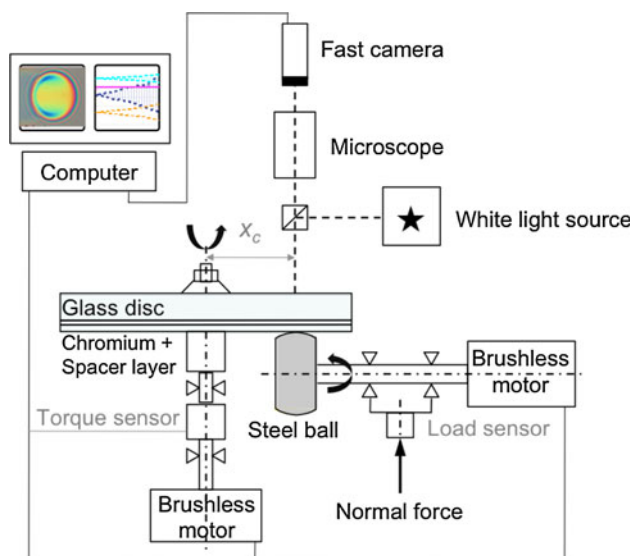 Fast camera
Microscope
Computer
White light source
x_c
Glass disc
Chromium +
Spacer layer
Brushless
motor
Torque sensor
Steel ball
Load sensor
Brushless
motor
Normal force